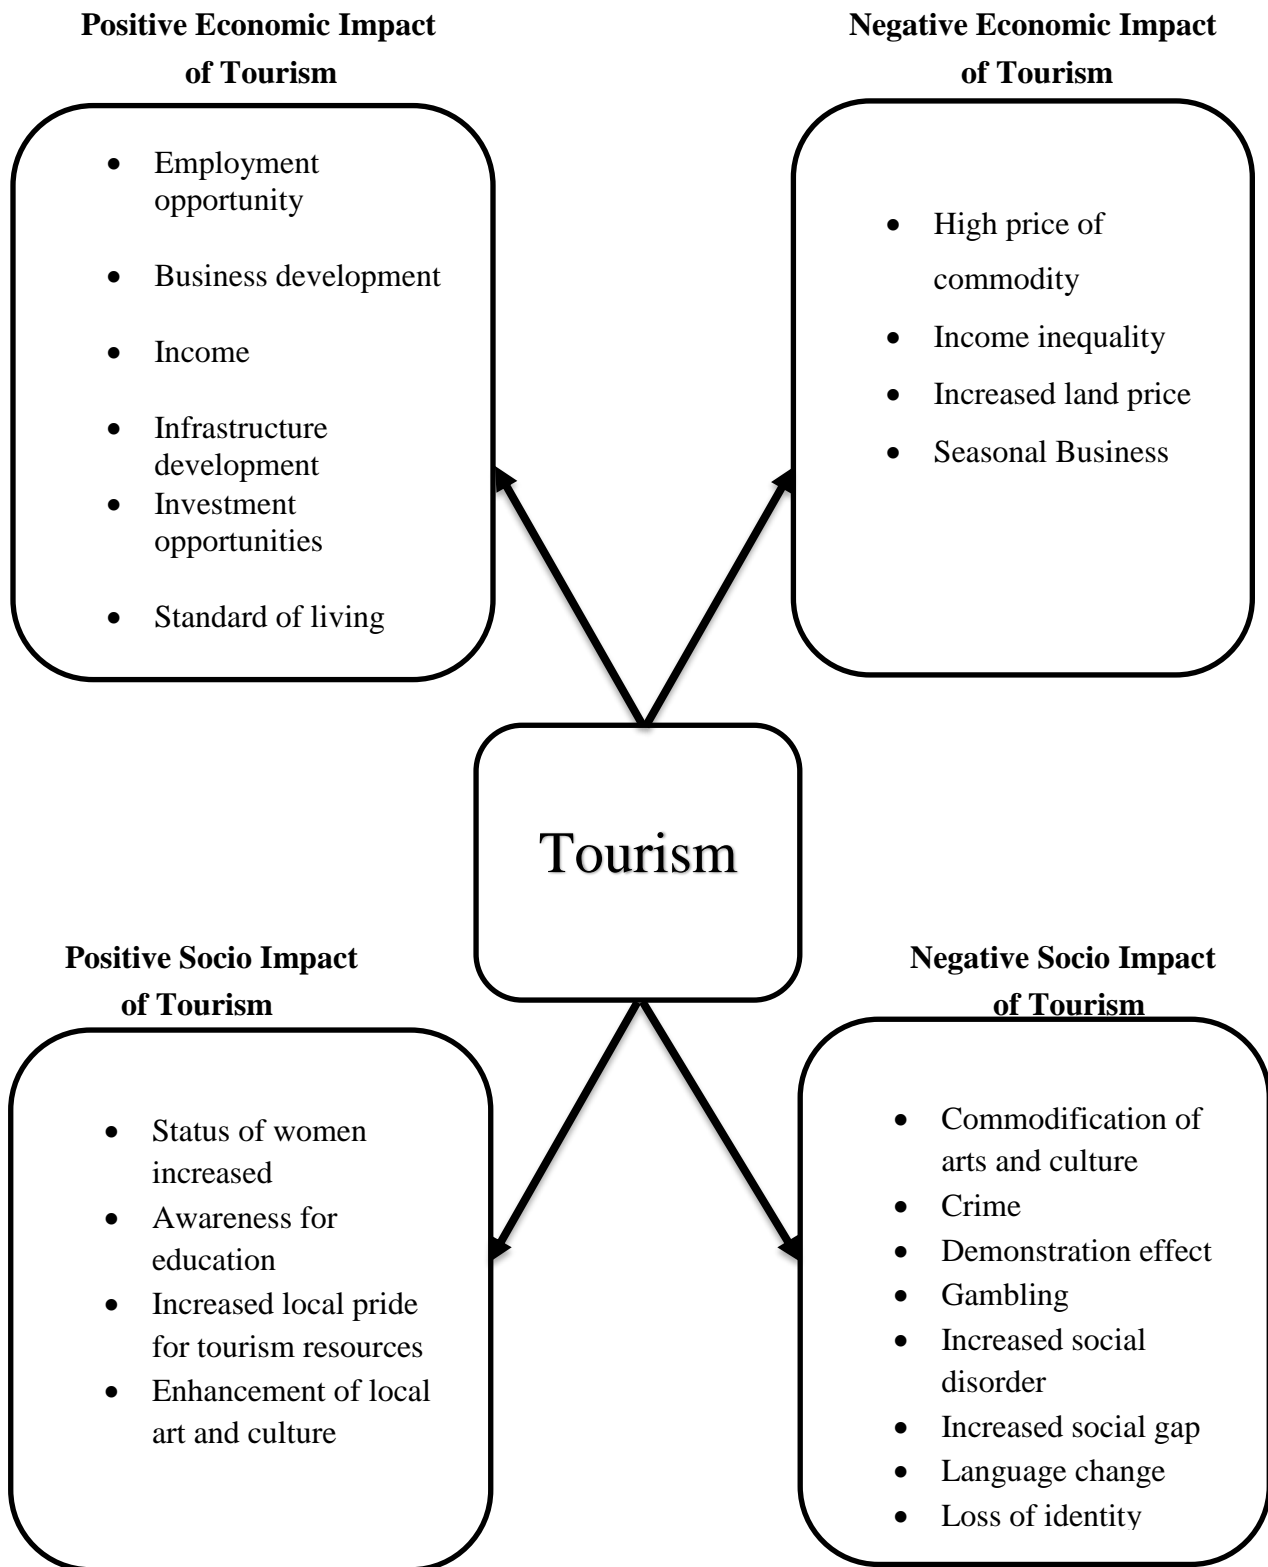 Positive Economic Impact
of Tourism
• Employment
opportunity
• Business development
• Income
• Infrastructure
development
• Investment
opportunities
• Standard of living
Negative Economic Impact
of Tourism
• High price of
commodity
• Income inequality
• Increased land price
• Seasonal Business
Tourism
Positive Socio Impact
of Tourism
• Status of women
increased
• Awareness for
education
• Increased local pride
for tourism resources
• Enhancement of local
art and culture
Negative Socio Impact
of Tourism
• Commodification of
arts and culture
• Crime
• Demonstration effect
• Gambling
• Increased social
disorder
• Increased social gap
• Language change
• Loss of identity